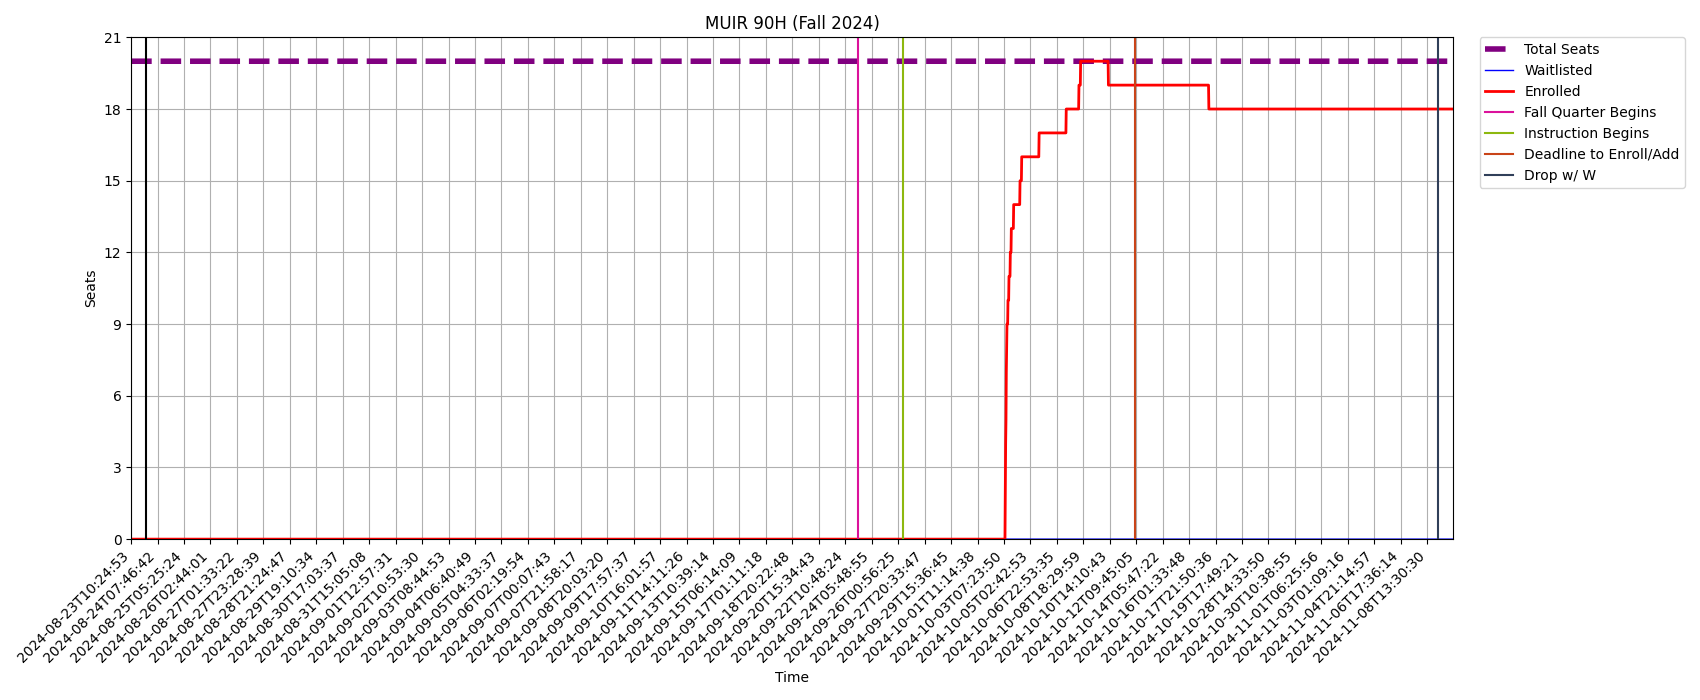 MUIR 90H (Fall 2024)
21
18
15
12
9
6
3
0
Seats
2024-08-23T10:24:53
2024-08-24T07:46:42
2024-08-25T05:25:24
2024-08-26T02:44:01
2024-08-27T01:33:22
2024-08-27T23:28:39
2024-08-28T21:24:47
2024-08-29T19:10:34
2024-08-30T17:03:37
2024-08-31T15:05:08
2024-09-01T12:57:31
2024-09-02T10:53:30
2024-09-03T08:44:53
2024-09-04T06:40:49
2024-09-05T04:33:37
2024-09-06T02:19:54
2024-09-07T00:07:43
2024-09-07T21:58:17
2024-09-08T20:03:20
2024-09-09T17:57:37
2024-09-10T16:01:57
2024-09-11T14:11:26
2024-09-13T10:39:14
2024-09-15T06:14:09
2024-09-17T01:11:18
2024-09-18T20:22:48
2024-09-20T15:34:43
2024-09-22T10:48:24
2024-09-24T05:48:55
2024-09-26T00:56:25
2024-09-27T20:33:47
2024-09-29T15:36:45
2024-10-01T11:14:38
2024-10-03T07:23:50
2024-10-05T02:42:53
2024-10-06T22:53:35
2024-10-08T18:29:59
2024-10-10T14:10:43
2024-10-12T09:45:05
2024-10-14T05:47:22
2024-10-16T01:33:48
2024-10-17T21:50:36
2024-10-19T17:49:21
2024-10-28T14:33:50
2024-10-30T10:38:55
2024-11-01T06:25:56
2024-11-03T01:09:16
2024-11-04T21:14:57
2024-11-06T17:36:14
2024-11-08T13:30:30
Time
Total Seats
Waitlisted
Enrolled
Fall Quarter Begins
Instruction Begins
Deadline to Enroll/Add
Drop w/ W